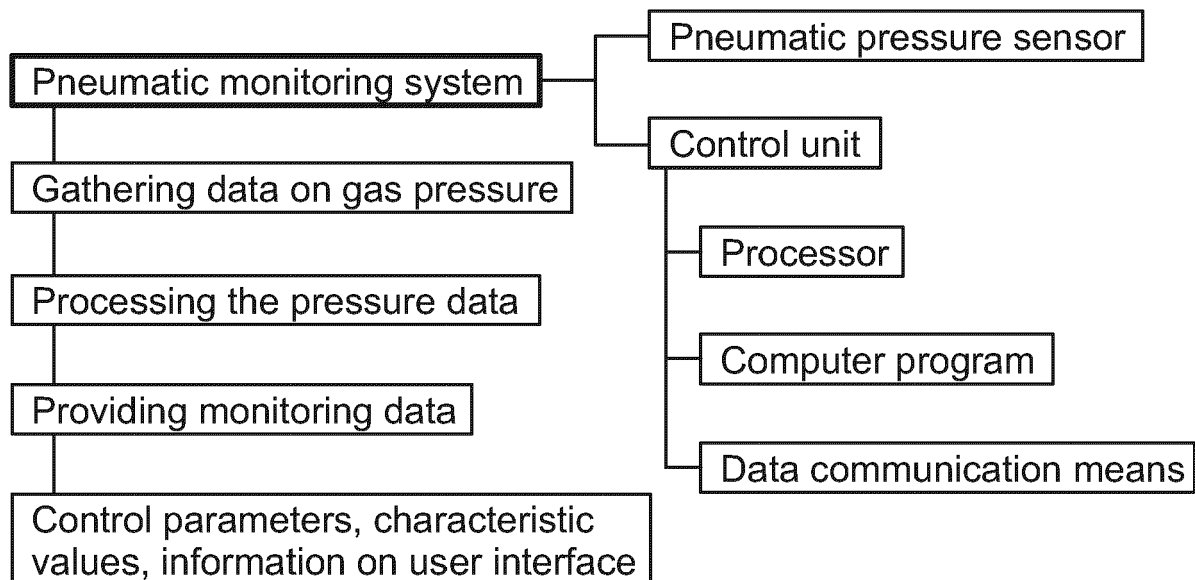 Pneumatic monitoring system
Gathering data on gas pressure
Processing the pressure data
Providing monitoring data
Control parameters, characteristic
values, information on user interface
Pneumatic pressure sensor
Control unit
Processor
Computer program
Data communication means